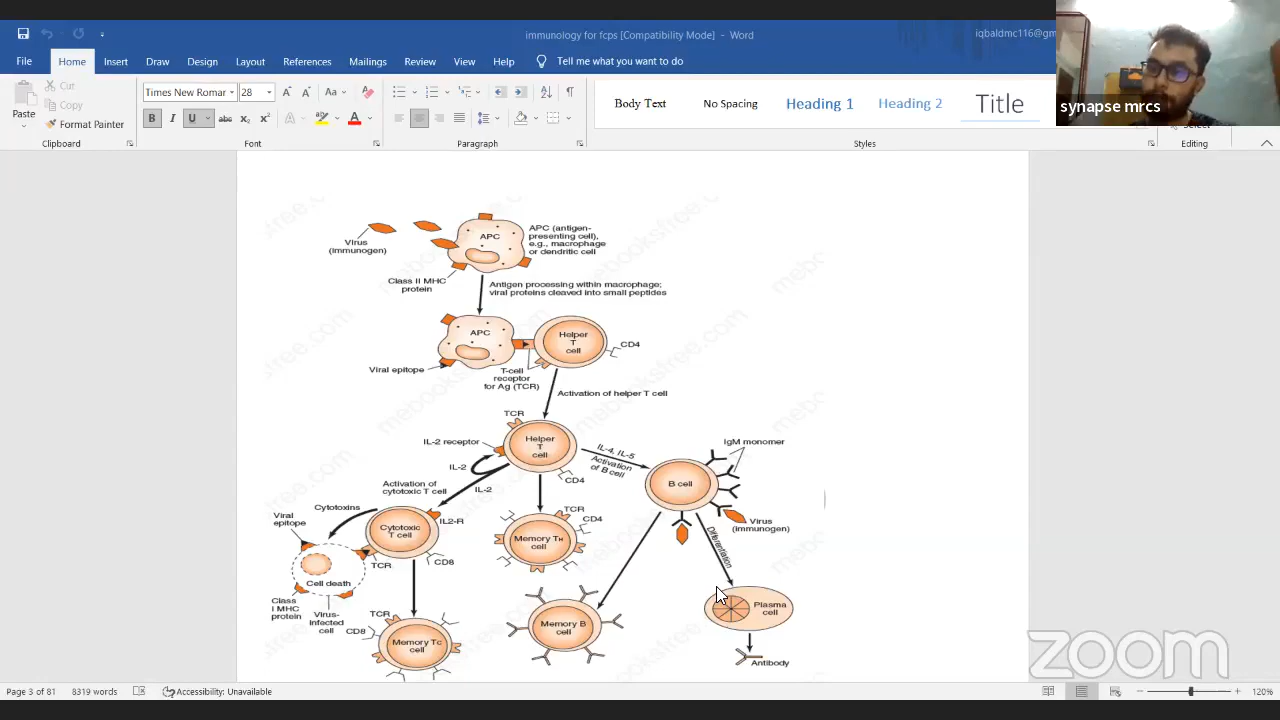 immunology for fcps [Compatibility Mode] - Word
iqbaldmc116@gm
File Home Insert Draw Design Layout References Mailings Review View Help Tell me what you want to do
Paste
Cut
Copy
Format Painter
Clipboard
Times New Roman 28
Aa
B I U abc x₂ x²
Font
Paragraph
Body Text
No Spacing
Heading 1
Heading 2
Title
Styles
Editing
synapse mrcs
Virus
(immunogen)
APC
APC (antigen-
presenting cell),
e.g., macrophage
or dendritic cell
Class II MHC
protein
Antigen processing within macrophage;
viral proteins cleaved into small peptides
APC
Helper
T
cell
CD4
Viral epitope
T-cell
receptor
for Ag (TCR)
Activation of helper T cell
TCR
IL-2 receptor
Helper
T
cell
IL-2
CD4
IL-4, IL-5
Activation
of B cell
IgM monomer
B cell
Virus
(immunogen)
Activation of
cytotoxic T cell
IL-2
Cytotoxins
Viral
epitope
Cytotoxic
T cell
IL2-R
TCR
CD8
Cell death
Class
I MHC
protein
Virus-
infected
cell
TCR
CD4
Memory TH
cell
Differentiation
TCR
CD8
Memory TC
cell
Memory B
cell
Plasma
cell
Antibody
mebooksfree.com
zoom
Page 3 of 81 8319 words Accessibility: Unavailable
120%